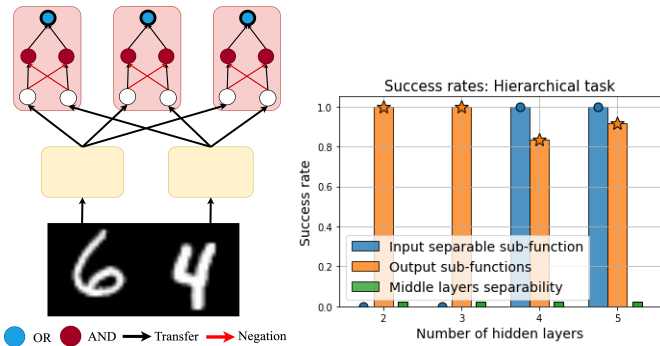 6 4
OR AND Transfer Negation
Success rates: Hierarchical task
Success rate
1.0
0.8
0.6
0.4
0.2
0.0
Input separable sub-function
Output sub-functions
Middle layers separability
2 3 4 5
Number of hidden layers